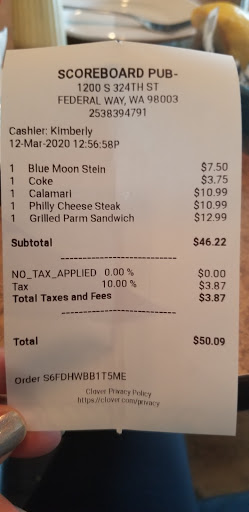 SCOREBOARD PUB-
1200 S 324TH ST
FEDERAL WAY, WA 98003
2538394791
Cashier: Kimberly
12-Mar-2020 12:56:58P
1 Blue Moon Stein $7.50
1 Coke $3.75
1 Calamari $10.99
1 Philly Cheese Steak $10.99
1 Grilled Parm Sandwich $12.99
Subtotal $46.22
NO_TAX_APPLIED 0.00 % $0.00
Tax 10.00 % $3.87
Total Taxes and Fees $3.87
Total $50.09
Order S6FDHWBB1T5ME
Clover Privacy Policy
https://clover.com/privacy